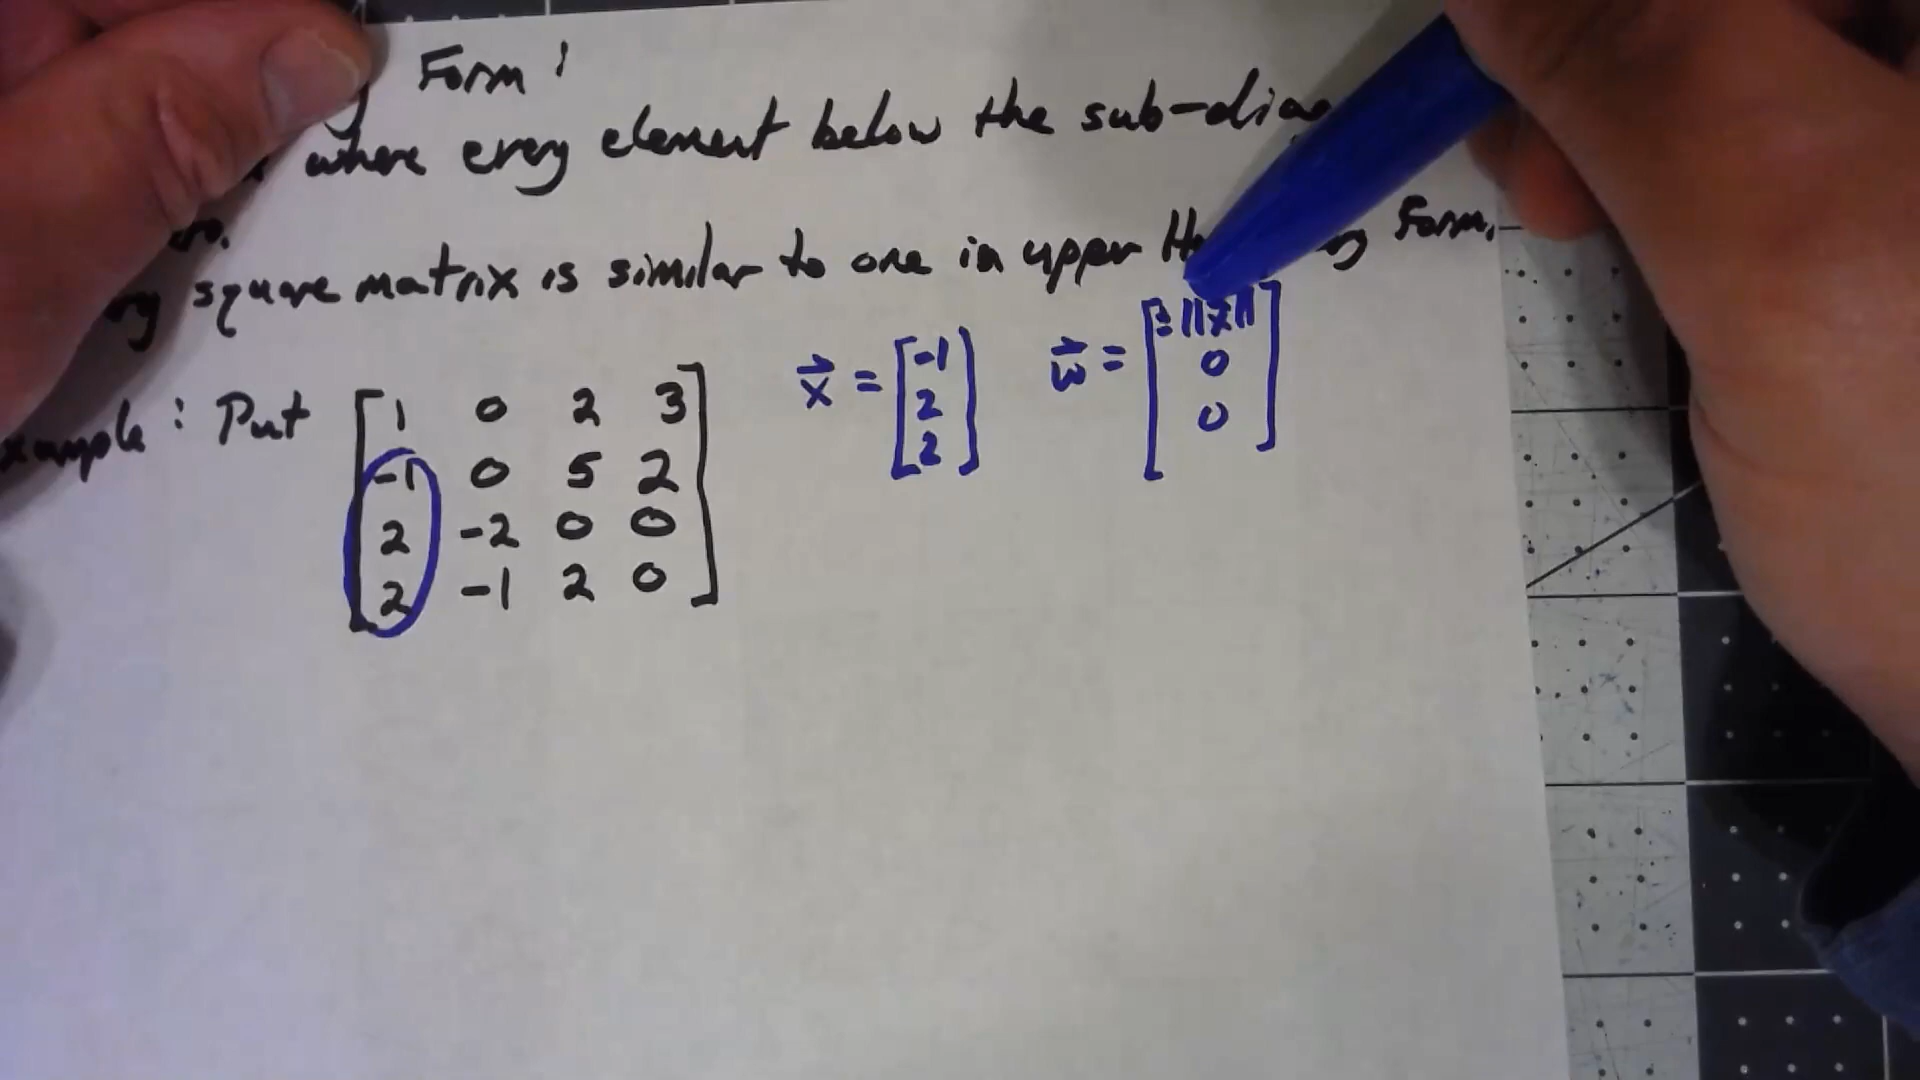 Form :
where every element below the sub-diag
square matrix is similar to one in upper Form.
: Put [1 0 2 3
-1 0 5 2
2 -2 0 0
2 -1 2 0]
x⃗ = [-1
2
2]
w⃗ = [± ||x⃗||
0
0]